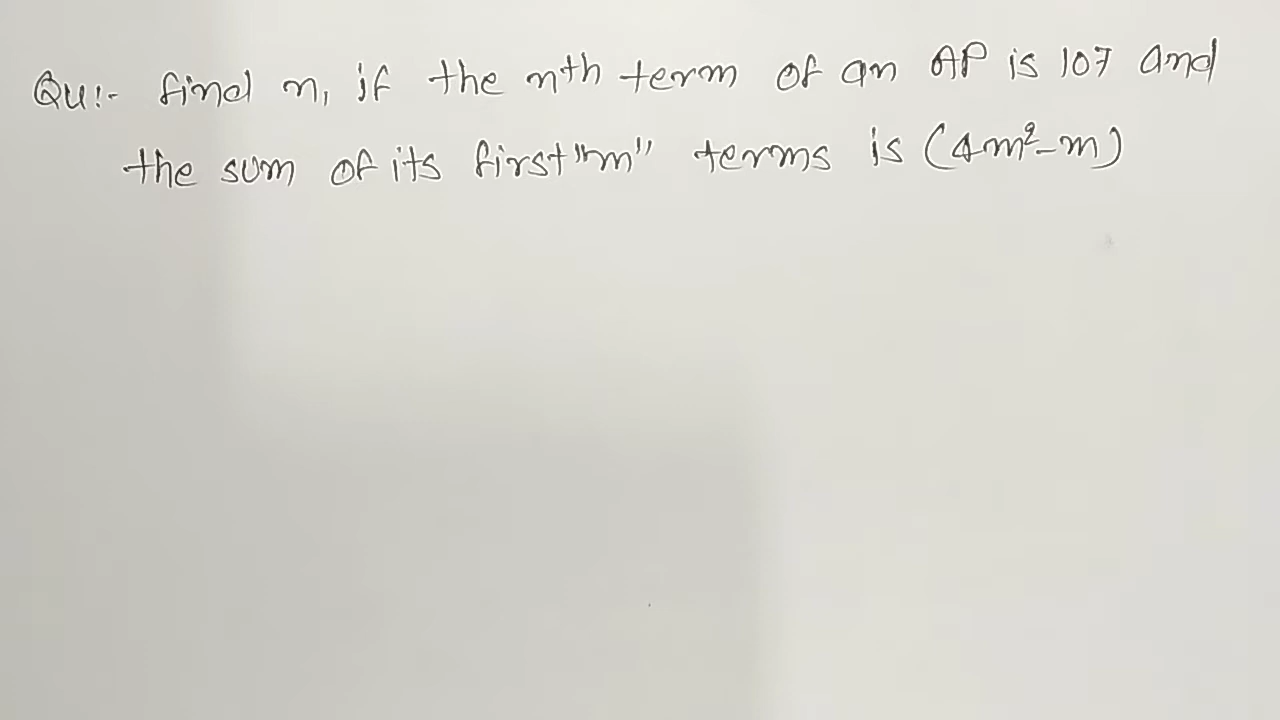 Qu:- find n, if the nth term of an AP is 107 and
the sum of its first "m" terms is (4m²-m)